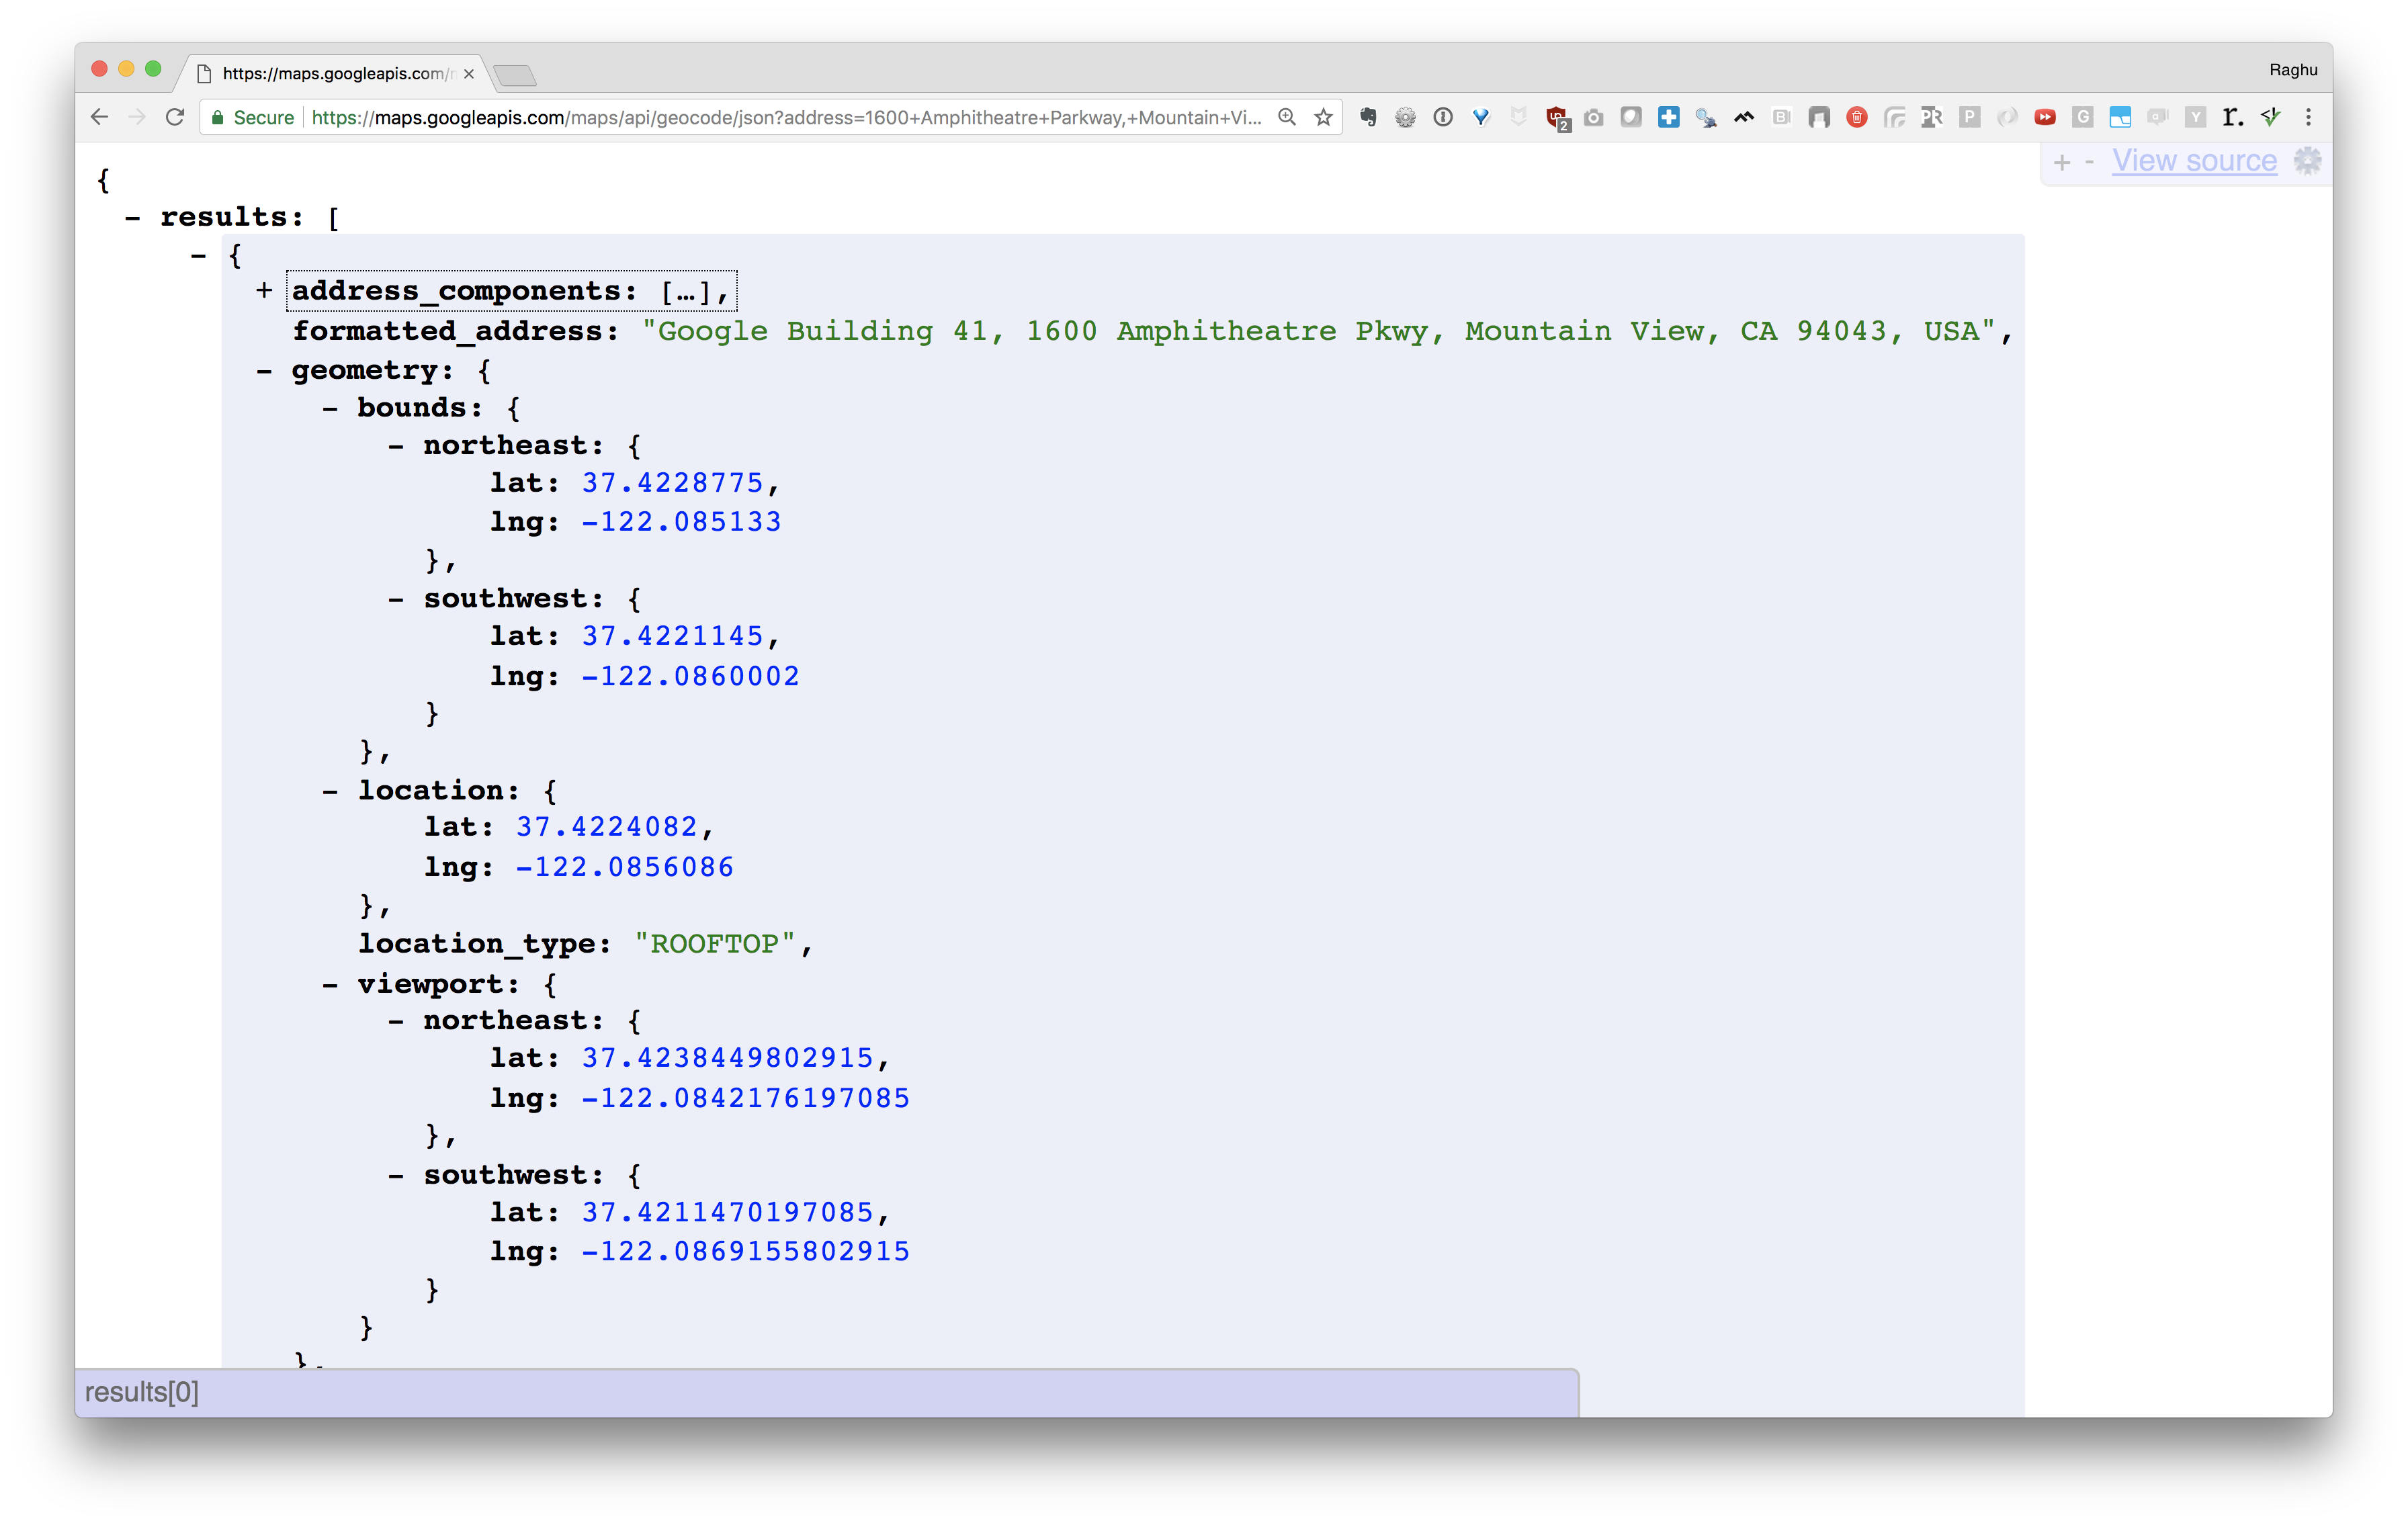 https://maps.googleapis.com/
Raghu
Secure https://maps.googleapis.com/maps/api/geocode/json?address=1600+Amphitheatre+Parkway,+Mountain+Vi...
2
+ - View source
{
- results: [
- {
+ address_components: […],
formatted_address: "Google Building 41, 1600 Amphitheatre Pkwy, Mountain View, CA 94043, USA",
- geometry: {
- bounds: {
- northeast: {
lat: 37.4228775,
lng: -122.085133
},
- southwest: {
lat: 37.4221145,
lng: -122.0860002
}
},
- location: {
lat: 37.4224082,
lng: -122.0856086
},
location_type: "ROOFTOP",
- viewport: {
- northeast: {
lat: 37.4238449802915,
lng: -122.0842176197085
},
- southwest: {
lat: 37.4211470197085,
lng: -122.0869155802915
}
}
},
results[0]